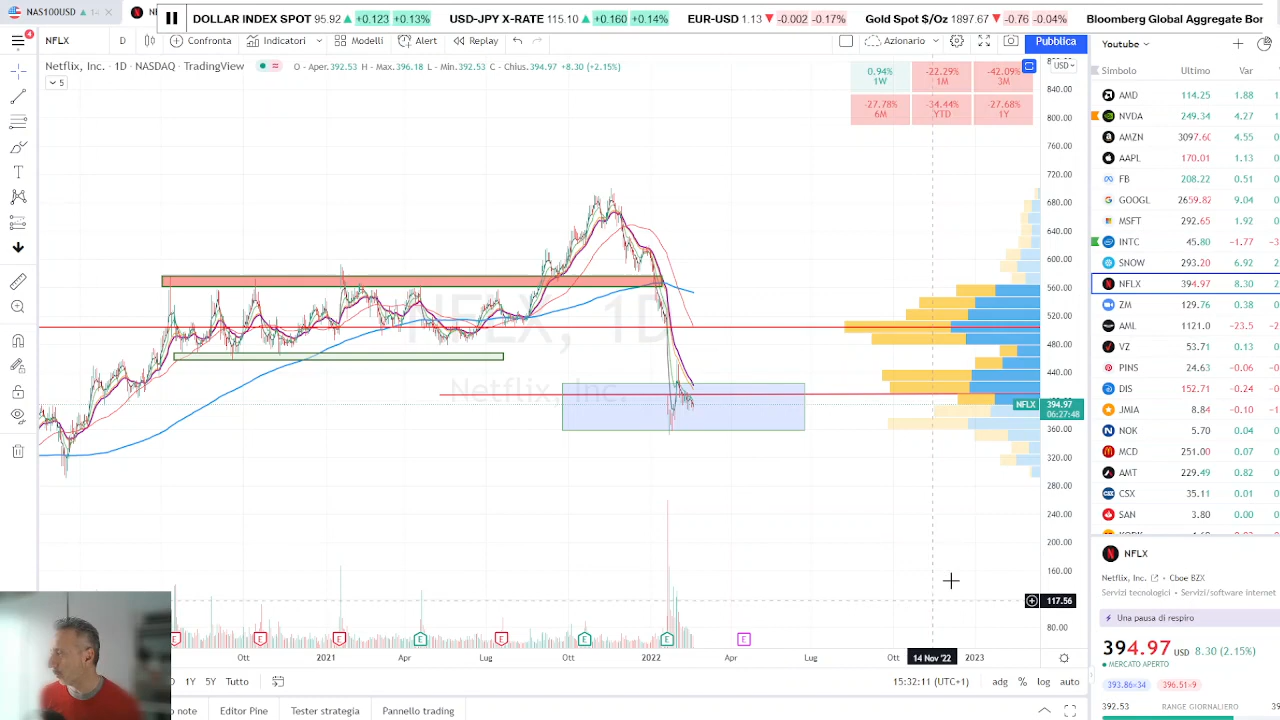 NAS100USD
DOLLAR INDEX SPOT 95.92 +0.123 +0.13% USD-JPY X-RATE 115.10 +0.160 +0.14% EUR-USD 1.13 -0.002 -0.17% Gold Spot $/Oz 1897.67 -0.76 -0.04% Bloomberg Global Aggregate Bor
4
NFLX D Confronta Indicatori Modelli Alert Replay Azionario Pubblica
Youtube
Netflix, Inc. · 1D · NASDAQ · TradingView O - Aper. 392.53 H - Max. 396.18 L - Min. 392.53 C - Chius. 394.97 +8.30 (+2.15%)
USD
5
0.94% 1W
-22.29% 1M
-42.09% 3M
-27.78% 6M
-34.44% YTD
-27.68% 1Y
840.00
800.00
760.00
720.00
680.00
640.00
600.00
560.00
520.00
480.00
440.00
NFLX 394.97
06:27:48
360.00
320.00
280.00
240.00
200.00
160.00
117.56
80.00
NFLX, 1D
Netflix, Inc.
E E E E E E E E
Ott 2021 Apr Lug Ott 2022 Apr Lug Ott 14 Nov '22 2023
1Y 5Y Tutto
15:32:11 (UTC+1) adg % log auto
Editor Pine Tester strategia Pannello trading
Simbolo Ultimo Var
AMD 114.25 1.88
NVDA 249.34 4.27
AMZN 3097.60 4.55
AAPL 170.01 1.13
FB 208.22 0.51
GOOGL 2659.82 9.04
MSFT 292.65 1.92
INTC 45.80 -1.77
SNOW 293.20 6.92
NFLX 394.97 8.30
ZM 129.76 0.38
AML 1121.0 -23.5
VZ 53.71 0.13
PINS 24.63 -0.06
DIS 152.71 -0.24
JMIA 8.84 -0.10
NOK 5.70 0.04
MCD 251.00 0.07
AMT 229.49 0.82
CSX 35.11 0.01
SAN 3.80 0.00
NFLX
Netflix, Inc. • Cboe BZX
Servizi tecnologici • Servizi/software internet
Una pausa di respiro
394.97 USD 8.30 (2.15%)
MERCATO APERTO
393.86×34 396.51×9
392.53 RANGE GIORNALIERO